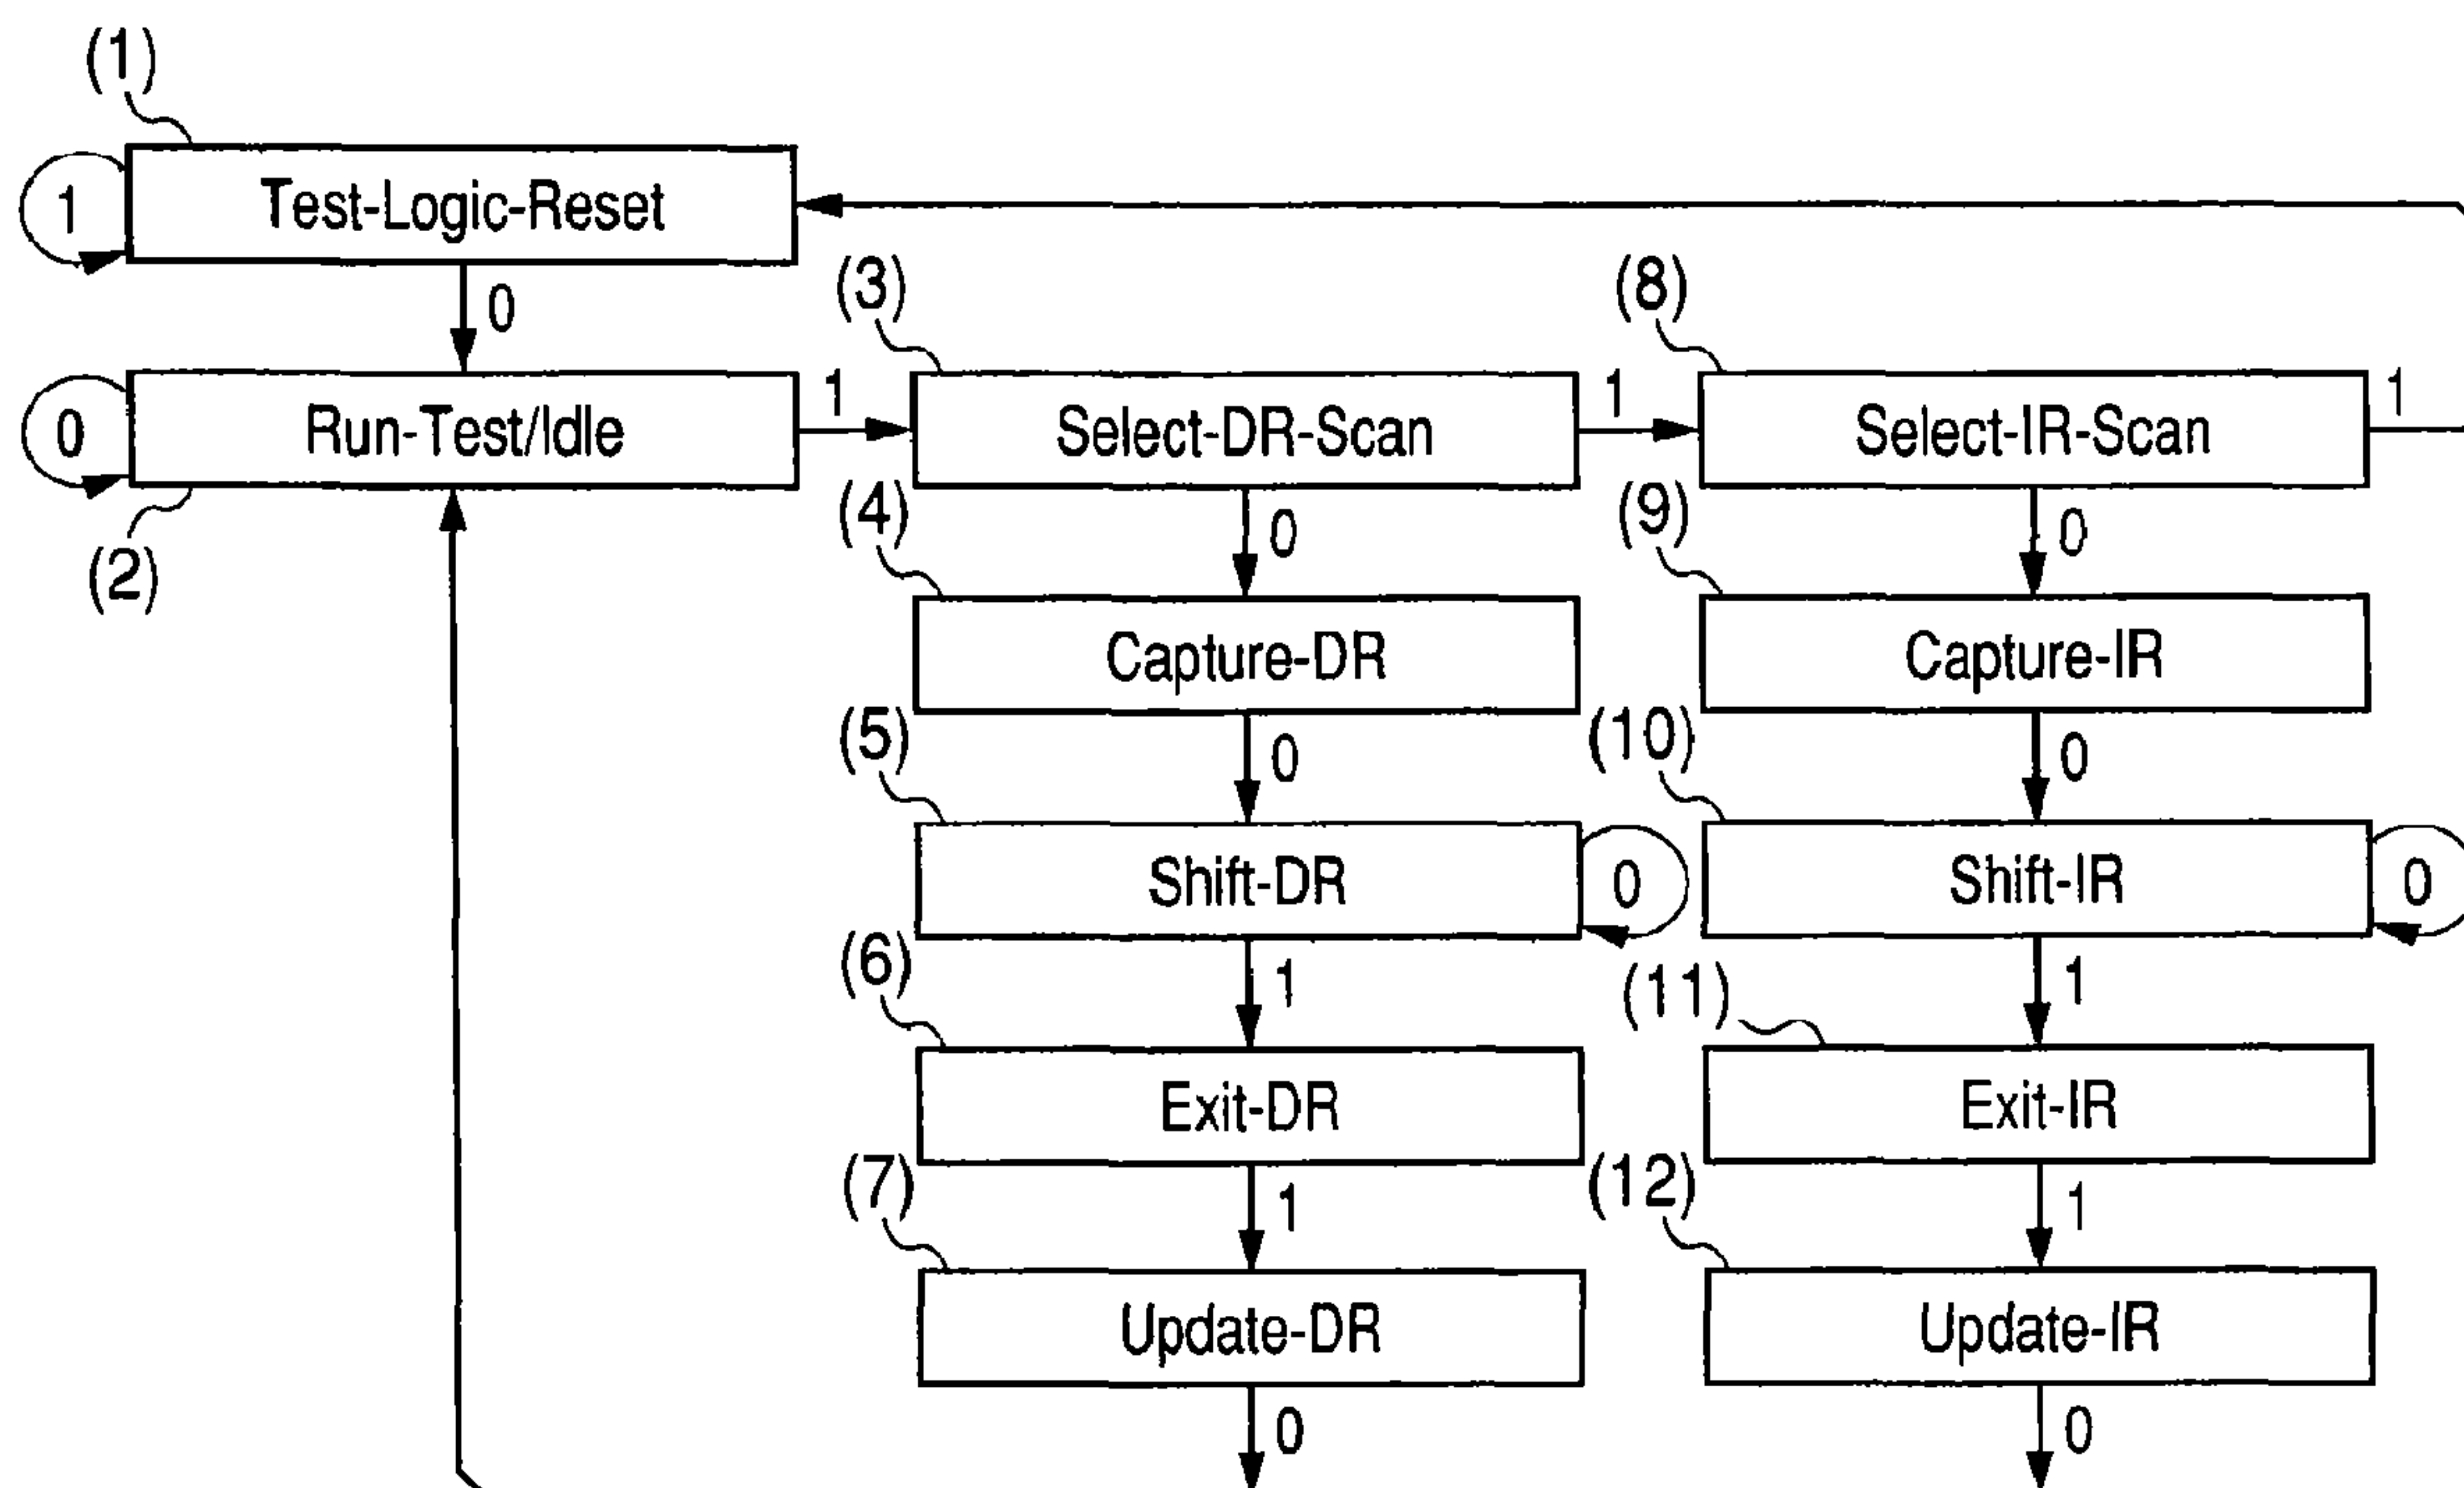 (1)
1
Test-Logic-Reset
0
(3)
(8)
0
Run-Test/Idle
1
Select-DR-Scan
1
Select-IR-Scan
1
(2)
(4)
0
(9)
0
Capture-DR
Capture-IR
(5)
0
(10)
0
Shift-DR
0
Shift-IR
0
(6)
1
(11)
1
Exit-DR
Exit-IR
(7)
1
(12)
1
Update-DR
Update-IR
0
0